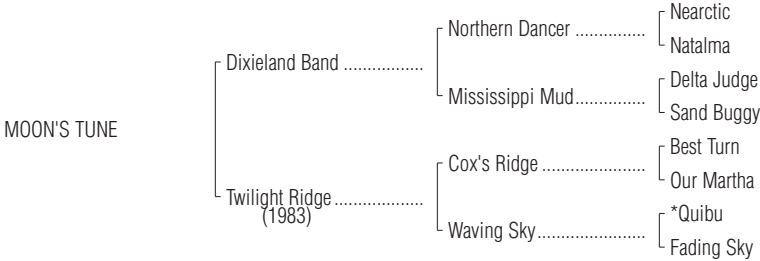 Nearctic
Northern Dancer ...............
Natalma
Dixieland Band .................
Delta Judge
Mississippi Mud...............
Sand Buggy
MOON'S TUNE
Best Turn
Cox's Ridge ......................
Our Martha
Twilight Ridge...................
(1983)
*Quibu
Waving Sky.......................
Fading Sky